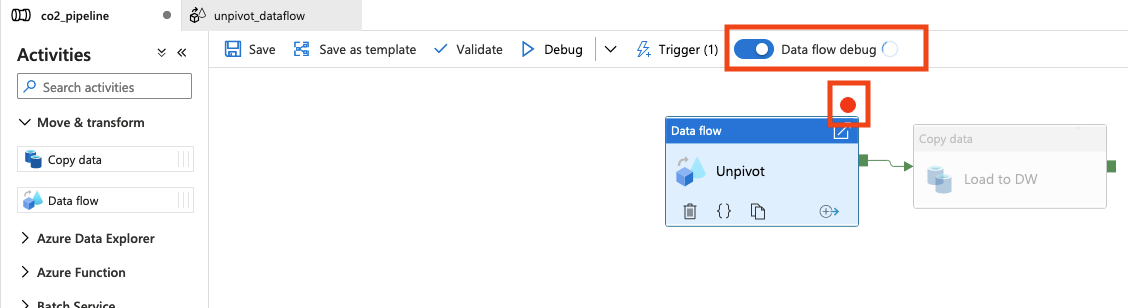 co2_pipeline
unpivot_dataflow
Activities
Save
Save as template
Validate
Debug
Trigger (1)
Data flow debug
Search activities
Move & transform
Copy data
Data flow
Azure Data Explorer
Azure Function
Batch Service
Data flow
Unpivot
{}
Copy data
Load to DW